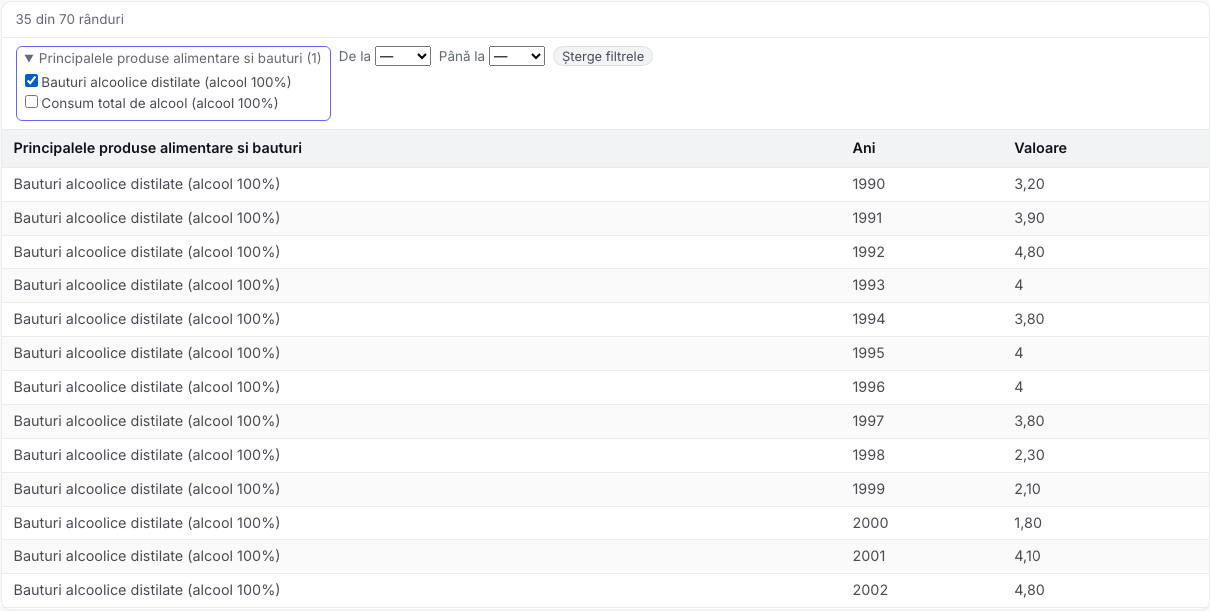 35 din 70 rânduri
▼ Principalele produse alimentare si bauturi (1) De la — Până la — Șterge filtrele
Bauturi alcoolice distilate (alcool 100%)
Consum total de alcool (alcool 100%)
Principalele produse alimentare si bauturi Ani Valoare
Bauturi alcoolice distilate (alcool 100%) 1990 3,20
Bauturi alcoolice distilate (alcool 100%) 1991 3,90
Bauturi alcoolice distilate (alcool 100%) 1992 4,80
Bauturi alcoolice distilate (alcool 100%) 1993 4
Bauturi alcoolice distilate (alcool 100%) 1994 3,80
Bauturi alcoolice distilate (alcool 100%) 1995 4
Bauturi alcoolice distilate (alcool 100%) 1996 4
Bauturi alcoolice distilate (alcool 100%) 1997 3,80
Bauturi alcoolice distilate (alcool 100%) 1998 2,30
Bauturi alcoolice distilate (alcool 100%) 1999 2,10
Bauturi alcoolice distilate (alcool 100%) 2000 1,80
Bauturi alcoolice distilate (alcool 100%) 2001 4,10
Bauturi alcoolice distilate (alcool 100%) 2002 4,80